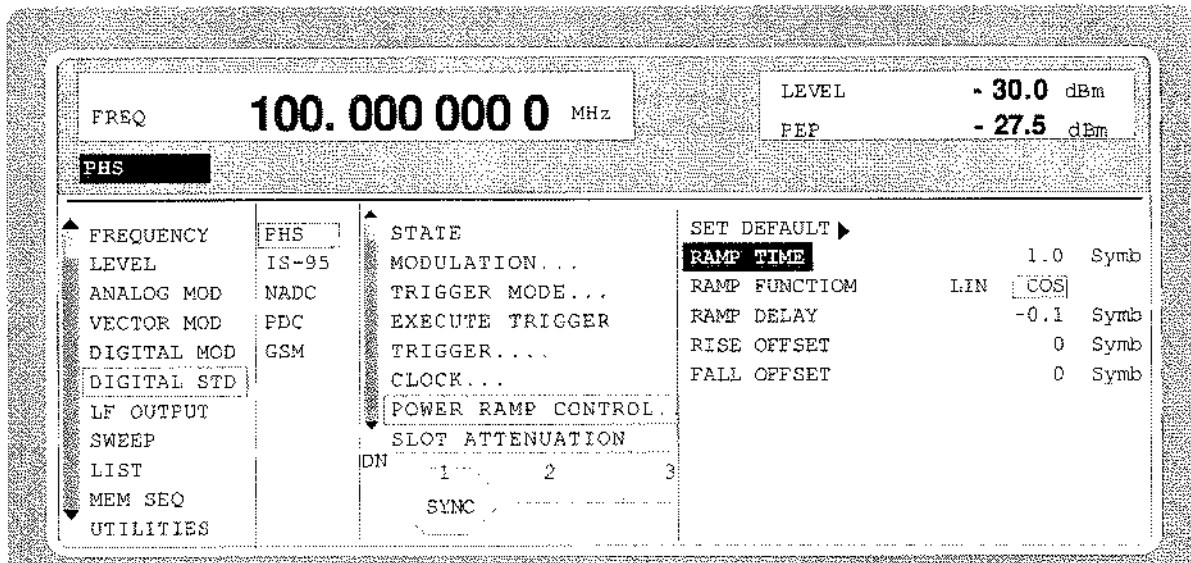 FREQ 100. 000 000 0 MHz
LEVEL - 30.0 dBm
PEP - 27.5 dBm
PHS
FREQUENCY
LEVEL
ANALOG MOD
VECTOR MOD
DIGITAL MOD
DIGITAL STD
LF OUTPUT
SWEEP
LIST
MEM SEQ
UTILITIES
PHS
IS-95
NADC
PDC
GSM
STATE
MODULATION...
TRIGGER MODE...
EXECUTE TRIGGER
TRIGGER....
CLOCK...
POWER RAMP CONTROL.
SLOT ATTENUATION
DN 1 2 3
SYNC
SET DEFAULT
RAMP TIME 1.0 Symb
RAMP FUNCTIOM LIN COS
RAMP DELAY -0.1 Symb
RISE OFFSET 0 Symb
FALL OFFSET 0 Symb